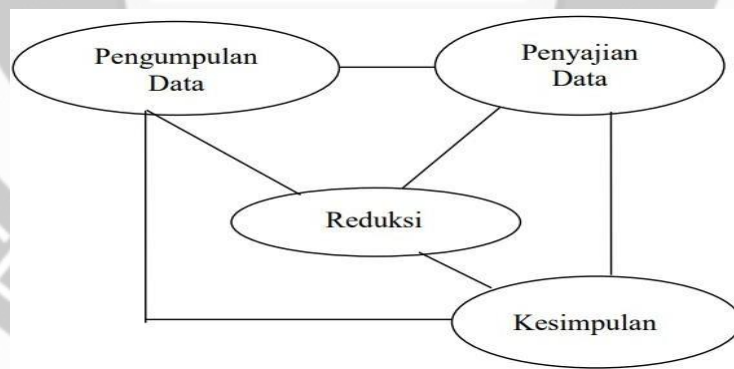 Pengumpulan
Data
Penyajian
Data
Reduksi
Kesimpulan